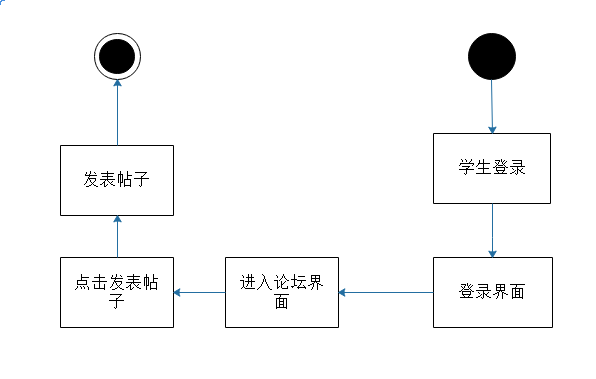 发表帖子
学生登录
点击发表帖
子
进入论坛界
面
登录界面